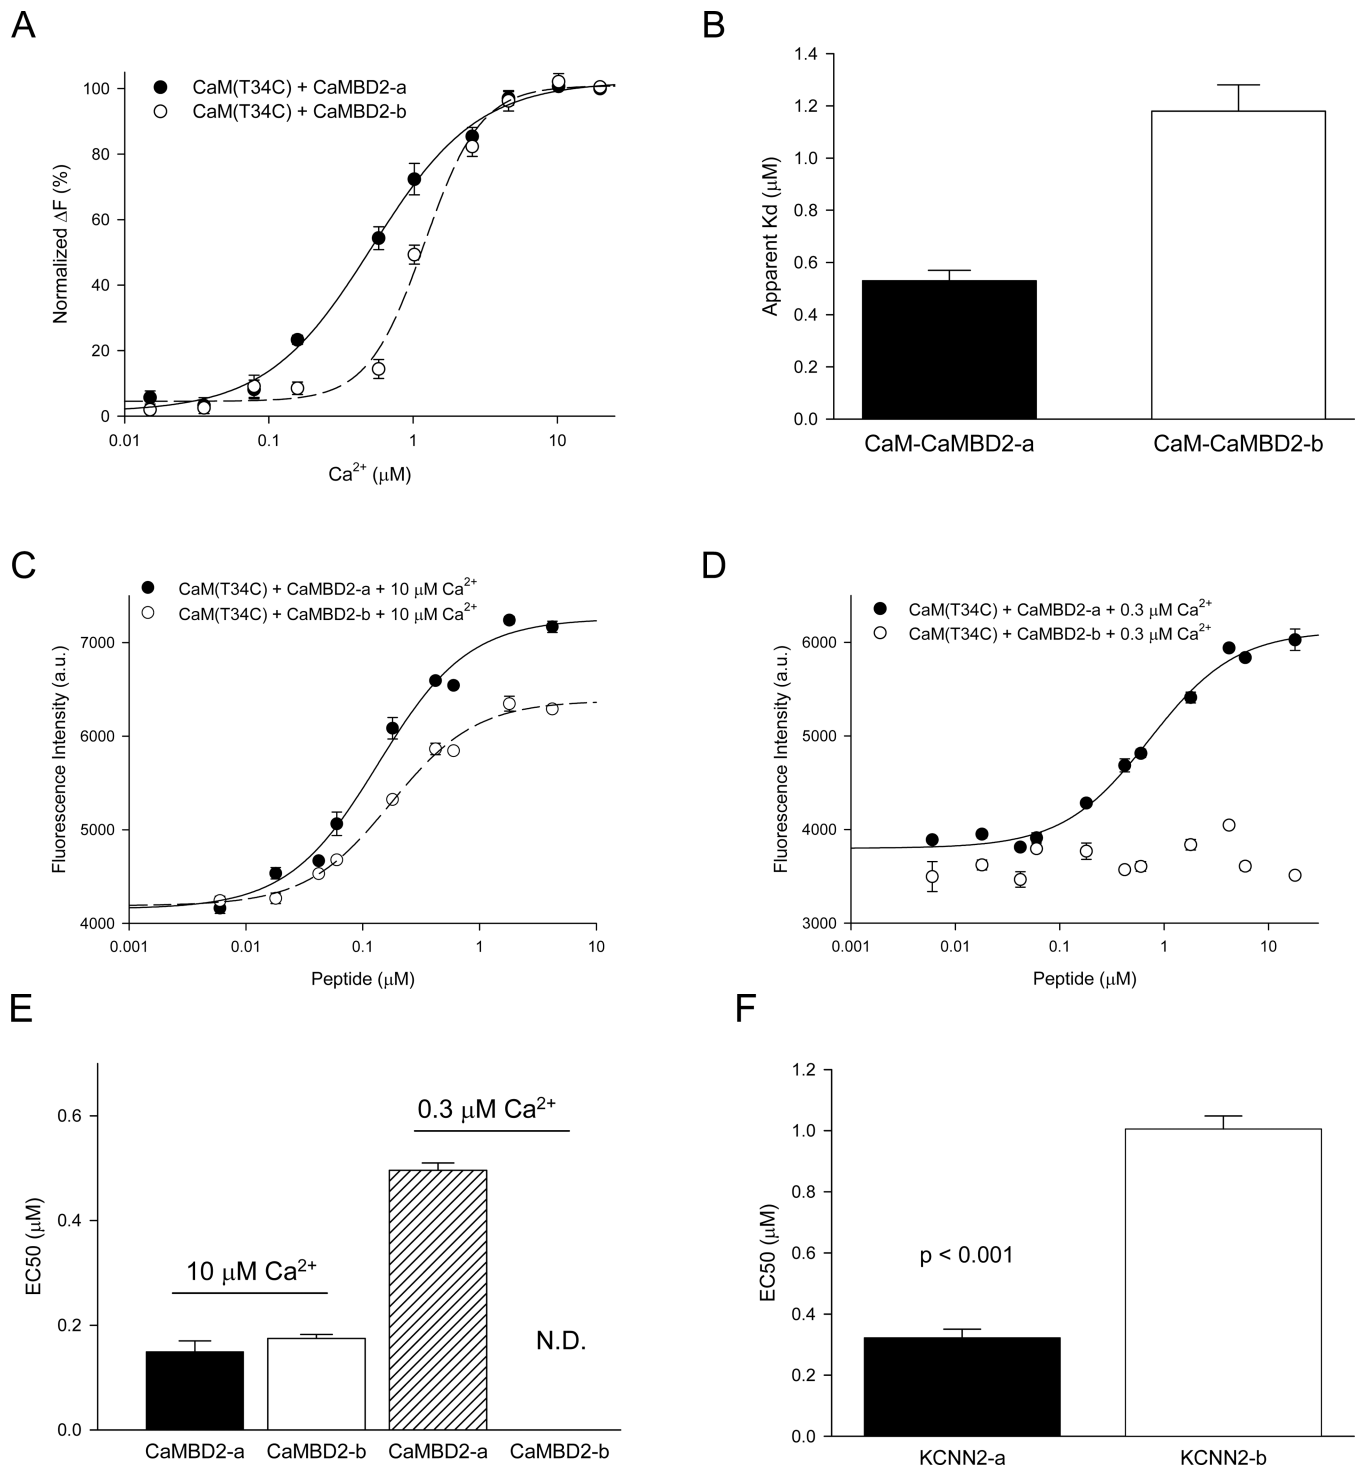 A
CaM(T34C) + CaMBD2-a
CaM(T34C) + CaMBD2-b
Normalized ΔF (%)
100
80
60
40
20
0
0.01 0.1 1 10
Ca²⁺ (μM)
B
Apparent Kd (μM)
1.4
1.2
1.0
0.8
0.6
0.4
0.2
0.0
CaM-CaMBD2-a CaM-CaMBD2-b
C
CaM(T34C) + CaMBD2-a + 10 μM Ca²⁺
CaM(T34C) + CaMBD2-b + 10 μM Ca²⁺
Fluorescence Intensity (a.u.)
7000
6000
5000
4000
0.001 0.01 0.1 1 10
Peptide (μM)
D
CaM(T34C) + CaMBD2-a + 0.3 μM Ca²⁺
CaM(T34C) + CaMBD2-b + 0.3 μM Ca²⁺
Fluorescence Intensity (a.u.)
6000
5000
4000
3000
0.001 0.01 0.1 1 10
Peptide (μM)
E
EC50 (μM)
0.6
0.4
0.2
0.0
0.3 μM Ca²⁺
10 μM Ca²⁺
N.D.
CaMBD2-a CaMBD2-b CaMBD2-a CaMBD2-b
F
EC50 (μM)
1.2
1.0
0.8
0.6
0.4
0.2
0.0
p < 0.001
KCNN2-a KCNN2-b